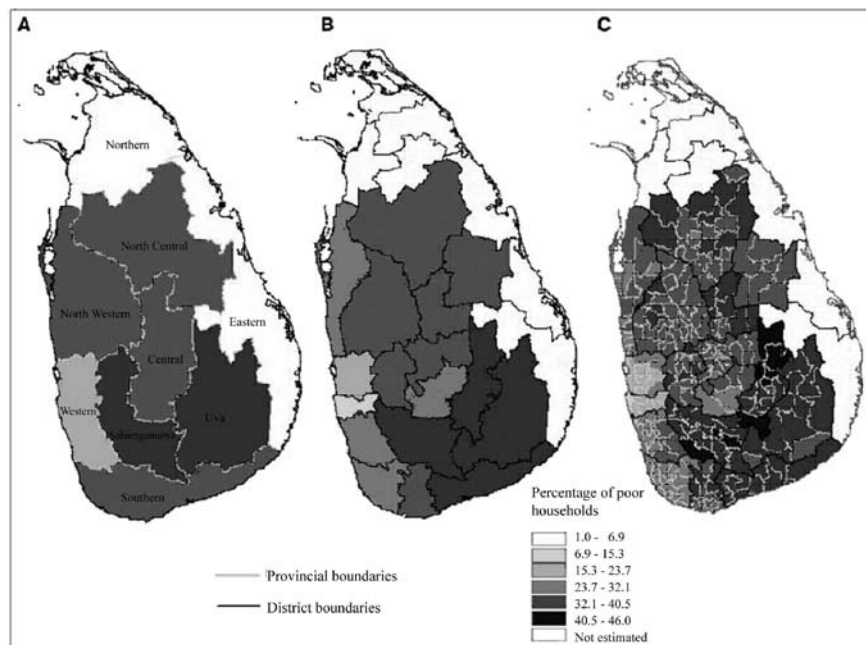 A
B
C
Northern
North Central
North Western
Eastern
Central
Western
Uva
Sabaragamuwa
Southern
Percentage of poor
households
1.0 - 6.9
6.9 - 15.3
15.3 - 23.7
23.7 - 32.1
32.1 - 40.5
40.5 - 46.0
Not estimated
Provincial boundaries
District boundaries